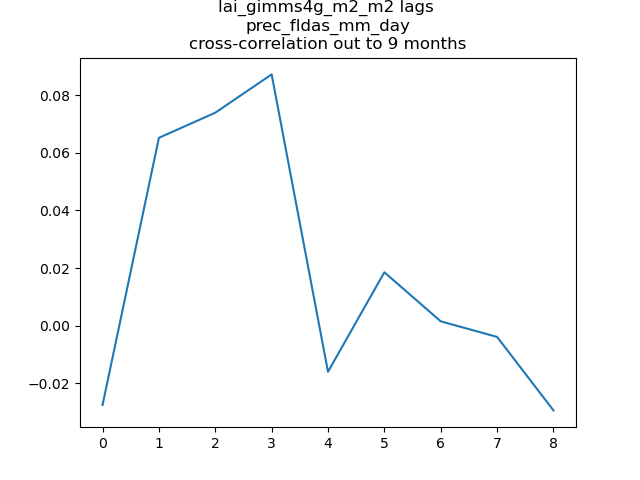 lai_gimms4g_m2_m2 lags
prec_fldas_mm_day
cross-correlation out to 9 months
0.08
0.06
0.04
0.02
0.00
−0.02
0 1 2 3 4 5 6 7 8